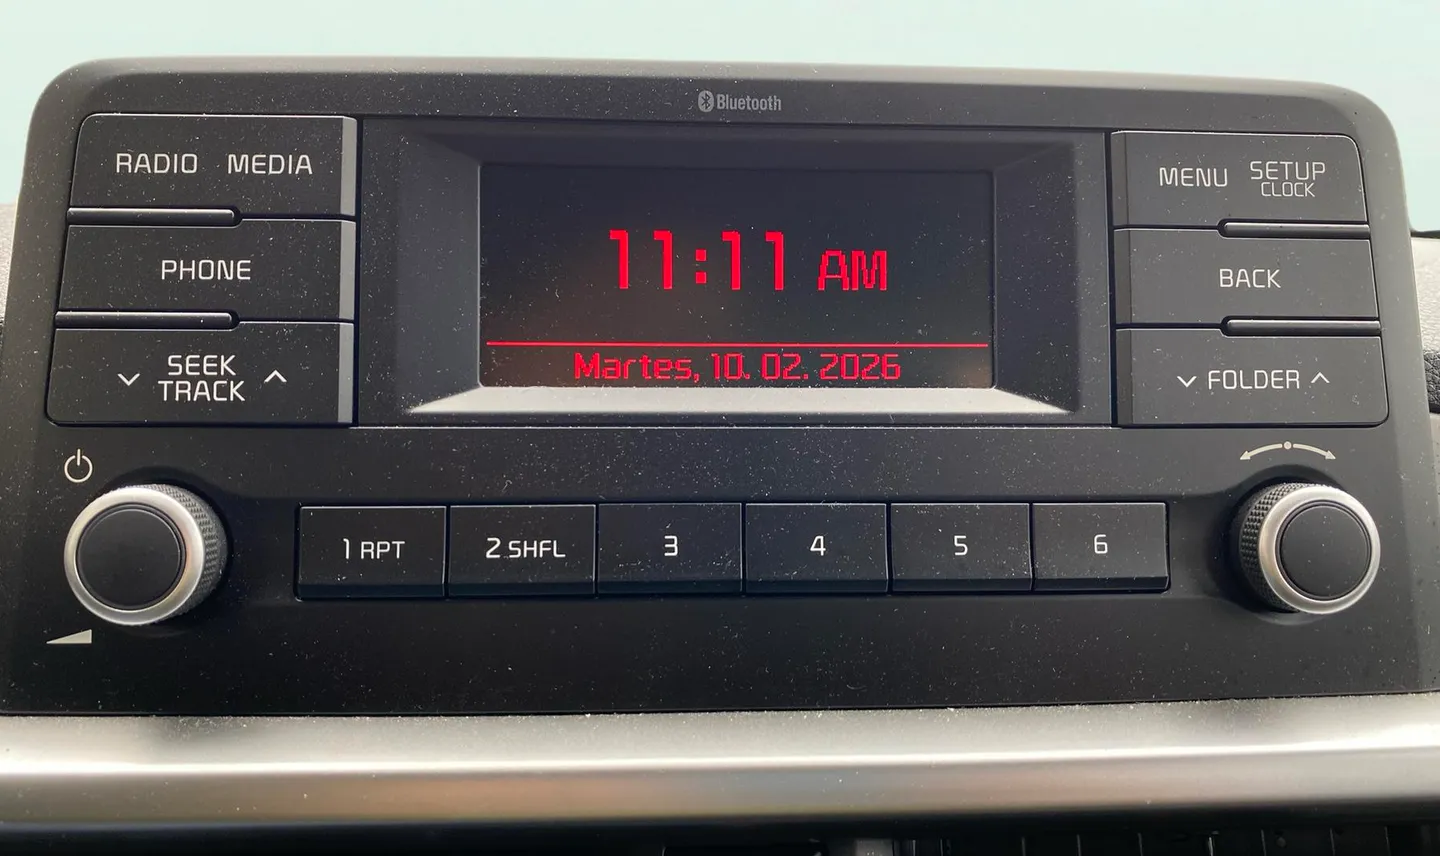 Bluetooth
RADIO MEDIA
PHONE
SEEK
TRACK
11:11 AM
Martes, 10. 02. 2026
MENU SETUP
CLOCK
BACK
FOLDER
1 RPT
2 SHFL
3
4
5
6